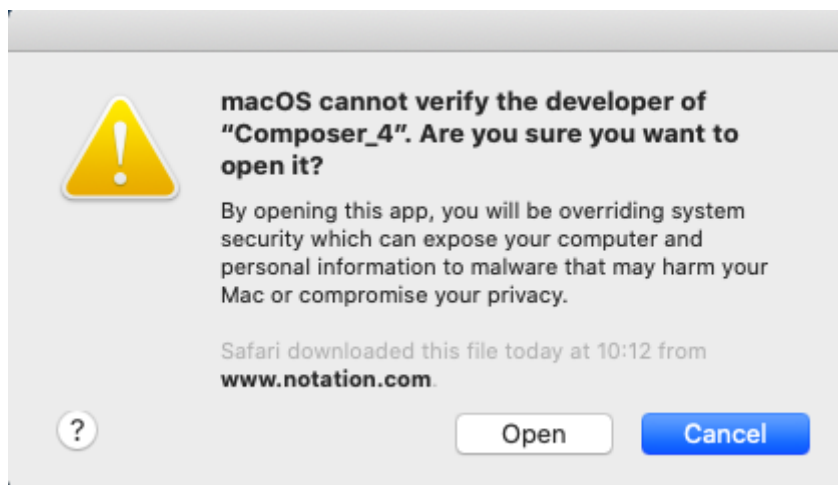 macOS cannot verify the developer of
“Composer_4”. Are you sure you want to
open it?
By opening this app, you will be overriding system
security which can expose your computer and
personal information to malware that may harm your
Mac or compromise your privacy.
Safari downloaded this file today at 10:12 from
www.notation.com.
?
Open
Cancel